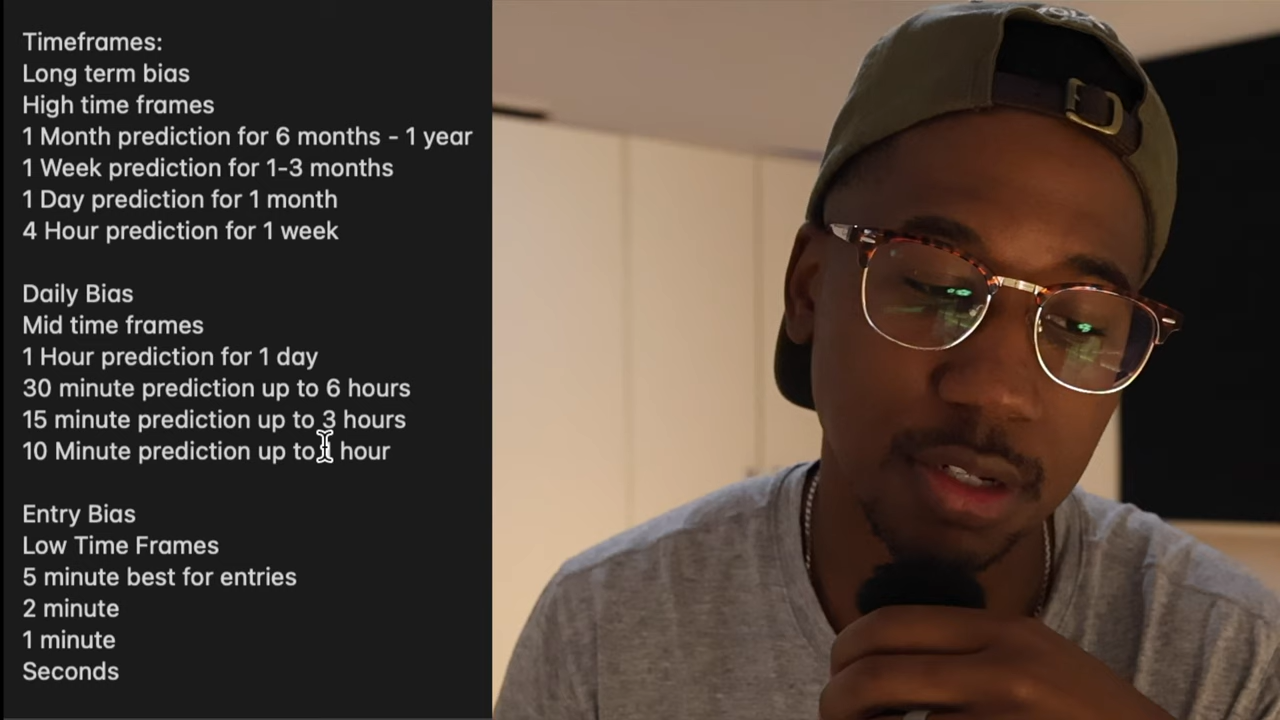 Timeframes:
Long term bias
High time frames
1 Month prediction for 6 months - 1 year
1 Week prediction for 1-3 months
1 Day prediction for 1 month
4 Hour prediction for 1 week
Daily Bias
Mid time frames
1 Hour prediction for 1 day
30 minute prediction up to 6 hours
15 minute prediction up to 3 hours
10 Minute prediction up to 1 hour
Entry Bias
Low Time Frames
5 minute best for entries
2 minute
1 minute
Seconds